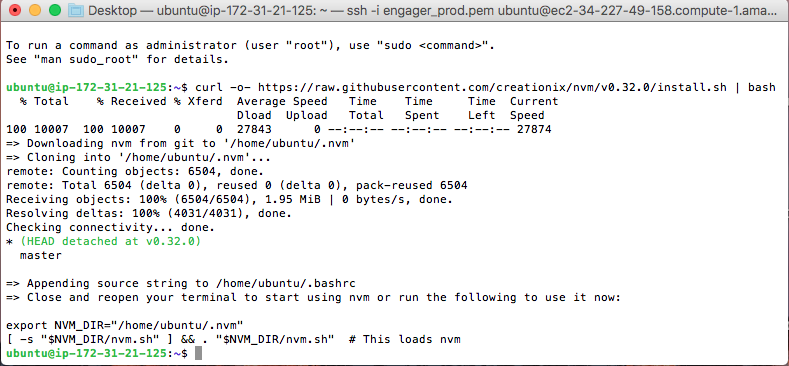 Desktop — ubuntu@ip-172-31-21-125: ~ — ssh -i engager_prod.pem ubuntu@ec2-34-227-49-158.compute-1.ama...
To run a command as administrator (user "root"), use "sudo <command>".
See "man sudo_root" for details.
ubuntu@ip-172-31-21-125:~$ curl -o- https://raw.githubusercontent.com/creationix/nvm/v0.32.0/install.sh | bash
  % Total    % Received % Xferd  Average Speed   Time    Time     Time  Current
                                 Dload  Upload   Total   Spent    Left  Speed
100 10007  100 10007    0     0  27843      0 --:--:-- --:--:-- --:--:-- 27874
=> Downloading nvm from git to '/home/ubuntu/.nvm'
=> Cloning into '/home/ubuntu/.nvm'...
remote: Counting objects: 6504, done.
remote: Total 6504 (delta 0), reused 0 (delta 0), pack-reused 6504
Receiving objects: 100% (6504/6504), 1.95 MiB | 0 bytes/s, done.
Resolving deltas: 100% (4031/4031), done.
Checking connectivity... done.
* (HEAD detached at v0.32.0)
  master
=> Appending source string to /home/ubuntu/.bashrc
=> Close and reopen your terminal to start using nvm or run the following to use it now:
export NVM_DIR="/home/ubuntu/.nvm"
[ -s "$NVM_DIR/nvm.sh" ] && . "$NVM_DIR/nvm.sh"  # This loads nvm
ubuntu@ip-172-31-21-125:~$